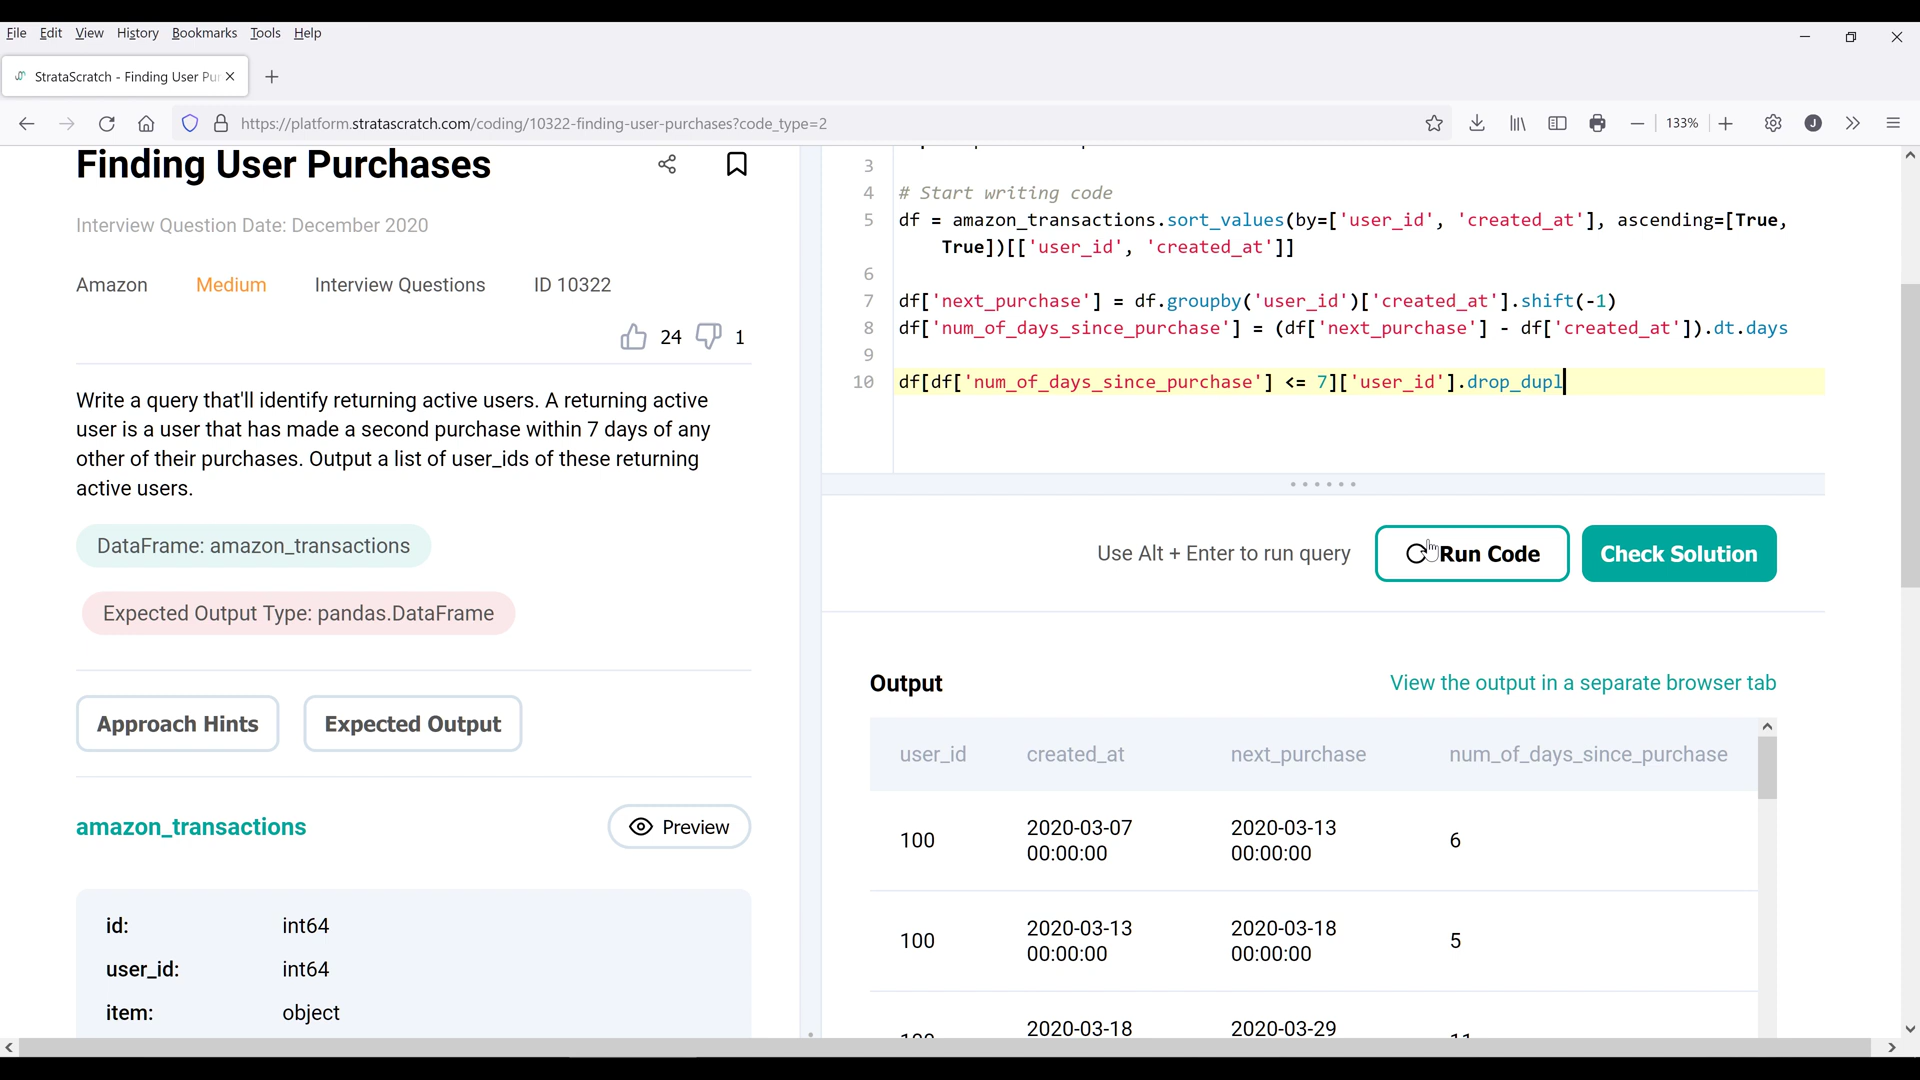 File Edit View History Bookmarks Tools Help
StrataScratch - Finding User Pur
https://platform.stratascratch.com/coding/10322-finding-user-purchases?code_type=2
133%
J
Finding User Purchases
Interview Question Date: December 2020
Amazon Medium Interview Questions ID 10322
24 1
Write a query that'll identify returning active users. A returning active
user is a user that has made a second purchase within 7 days of any
other of their purchases. Output a list of user_ids of these returning
active users.
DataFrame: amazon_transactions
Expected Output Type: pandas.DataFrame
Approach Hints Expected Output
amazon_transactions Preview
id: int64
user_id: int64
item: object
3
4 # Start writing code
5 df = amazon_transactions.sort_values(by=['user_id', 'created_at'], ascending=[True,
True])[['user_id', 'created_at']]
6
7 df['next_purchase'] = df.groupby('user_id')['created_at'].shift(-1)
8 df['num_of_days_since_purchase'] = (df['next_purchase'] - df['created_at']).dt.days
9
10 df[df['num_of_days_since_purchase'] <= 7]['user_id'].drop_dupl
Use Alt + Enter to run query Run Code Check Solution
Output View the output in a separate browser tab
user_id created_at next_purchase num_of_days_since_purchase
100 2020-03-07 00:00:00 2020-03-13 00:00:00 6
100 2020-03-13 00:00:00 2020-03-18 00:00:00 5
100 2020-03-18 2020-03-29 11